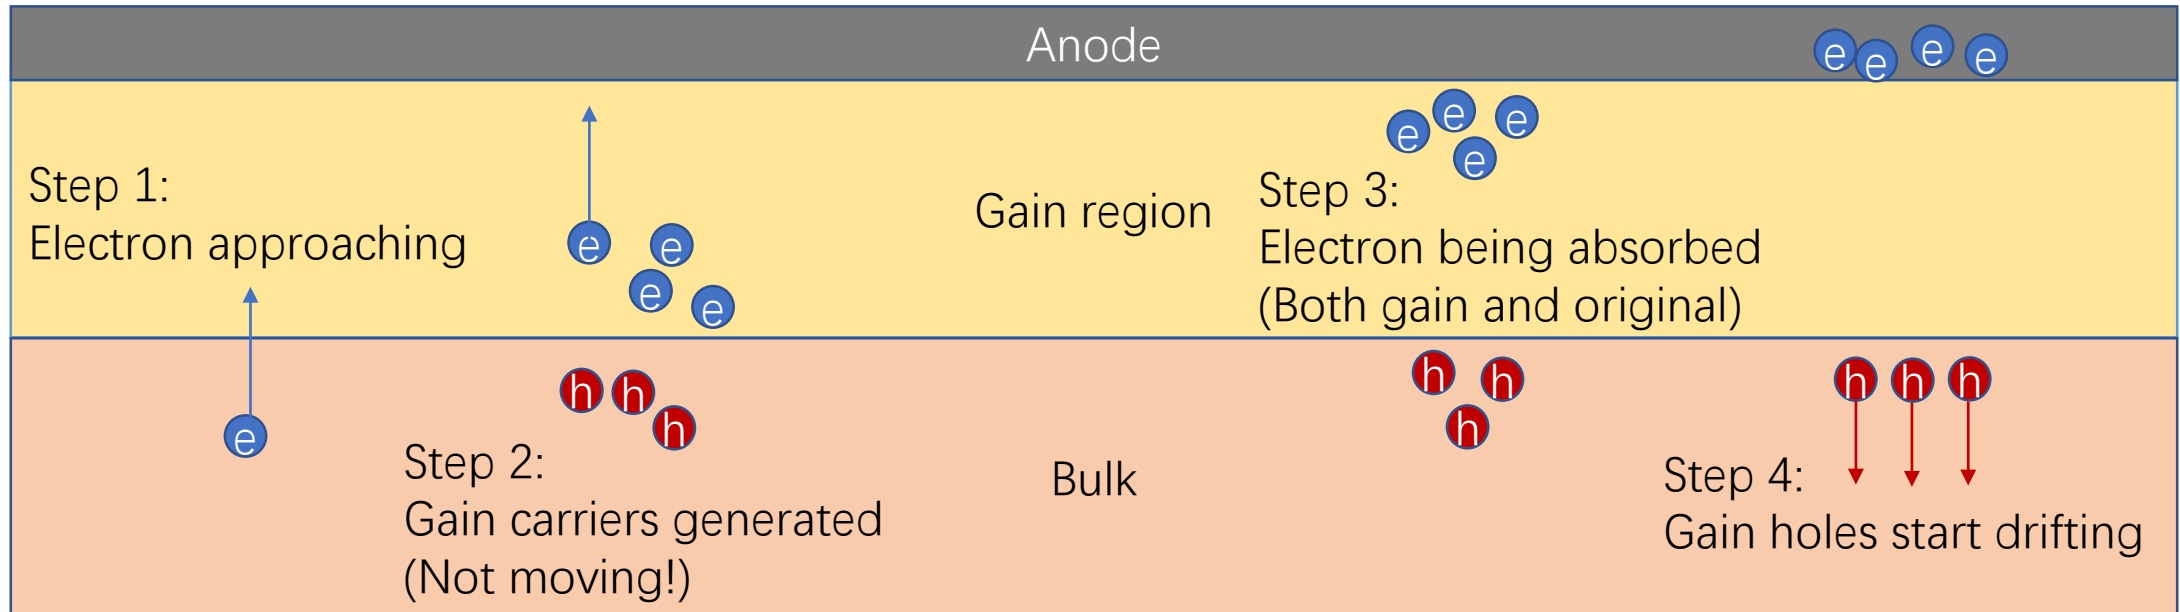 Anode
e e e e
e e e
e
Step 1:
Electron approaching
e e
e e
Gain region
Step 3:
Electron being absorbed
(Both gain and original)
e
h h
h
Step 2:
Gain carriers generated
(Not moving!)
Bulk
h h
h
h h h
Step 4:
Gain holes start drifting